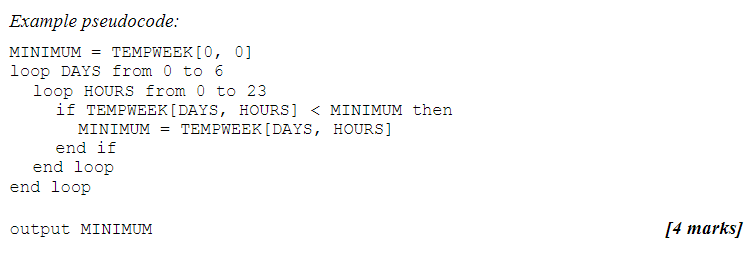 Example pseudocode:
MINIMUM = TEMPWEEK[0, 0]
loop DAYS from 0 to 6
loop HOURS from 0 to 23
if TEMPWEEK[DAYS, HOURS] < MINIMUM then
MINIMUM = TEMPWEEK[DAYS, HOURS]
end if
end loop
end loop
output MINIMUM [4 marks]